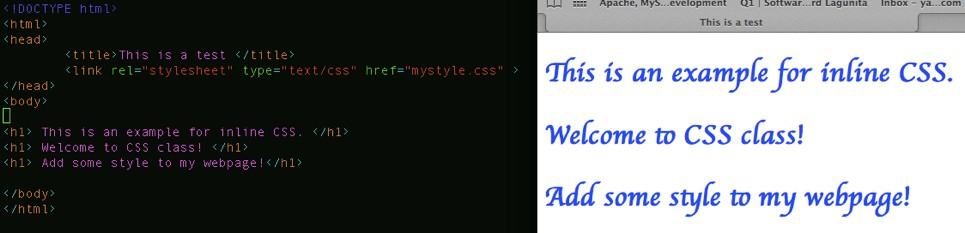 <!DOCTYPE html>
<html>
<head>
<title>This is a test </title>
<link rel="stylesheet" type="text/css" href="mystyle.css" >
</head>
<body>
<h1> This is an example for inline CSS. </h1>
<h1> Welcome to CSS class! </h1>
<h1> Add some style to my webpage!</h1>
</body>
</html>
Apache, MyS...evelopment Q1 | Softwar...rd Lagunita Inbox – ya...com
This is a test
This is an example for inline CSS.
Welcome to CSS class!
Add some style to my webpage!